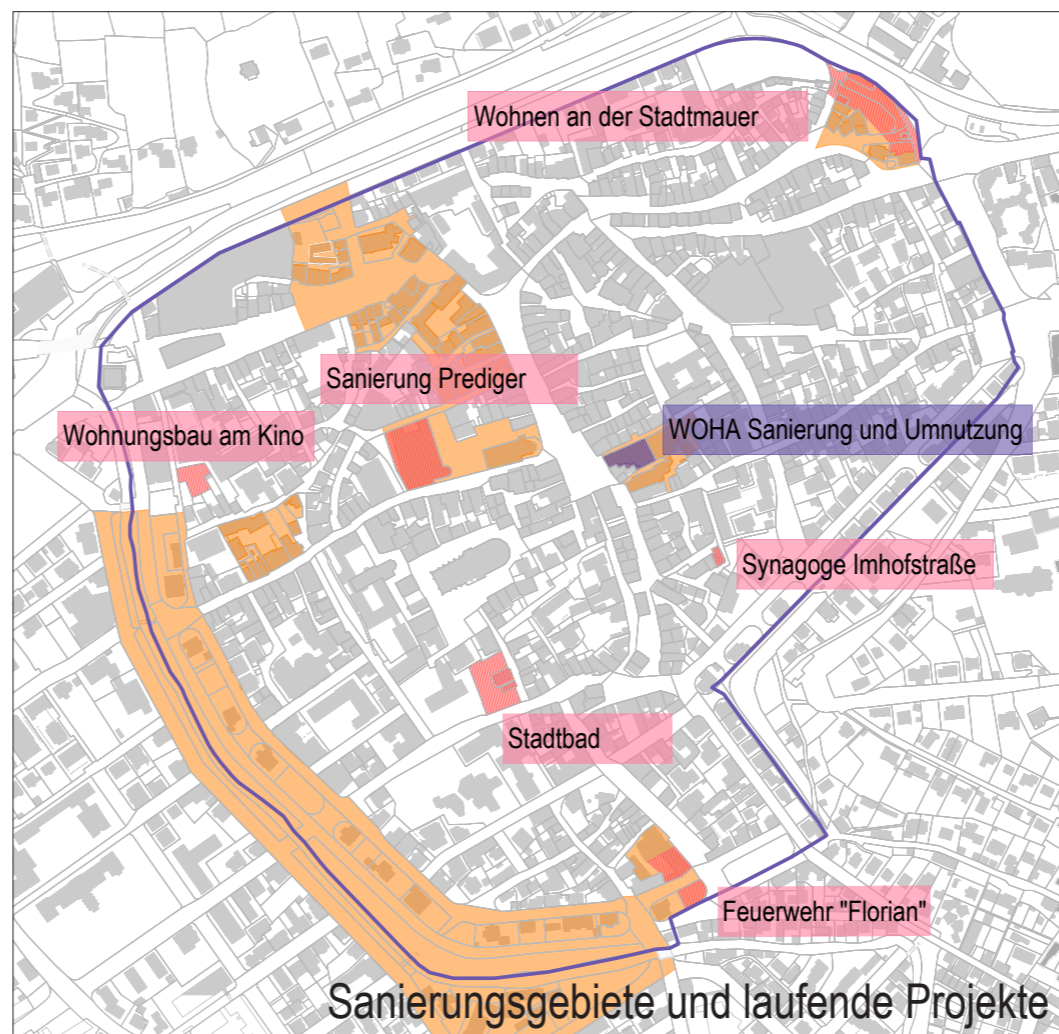 Wohnen an der Stadtmauer
Sanierung Prediger
Wohnungsbau am Kino
WOHA Sanierung und Umnutzung
Synagoge Imhofstraße
Stadtbad
Feuerwehr "Florian"
Sanierungsgebiete und laufende Projekte